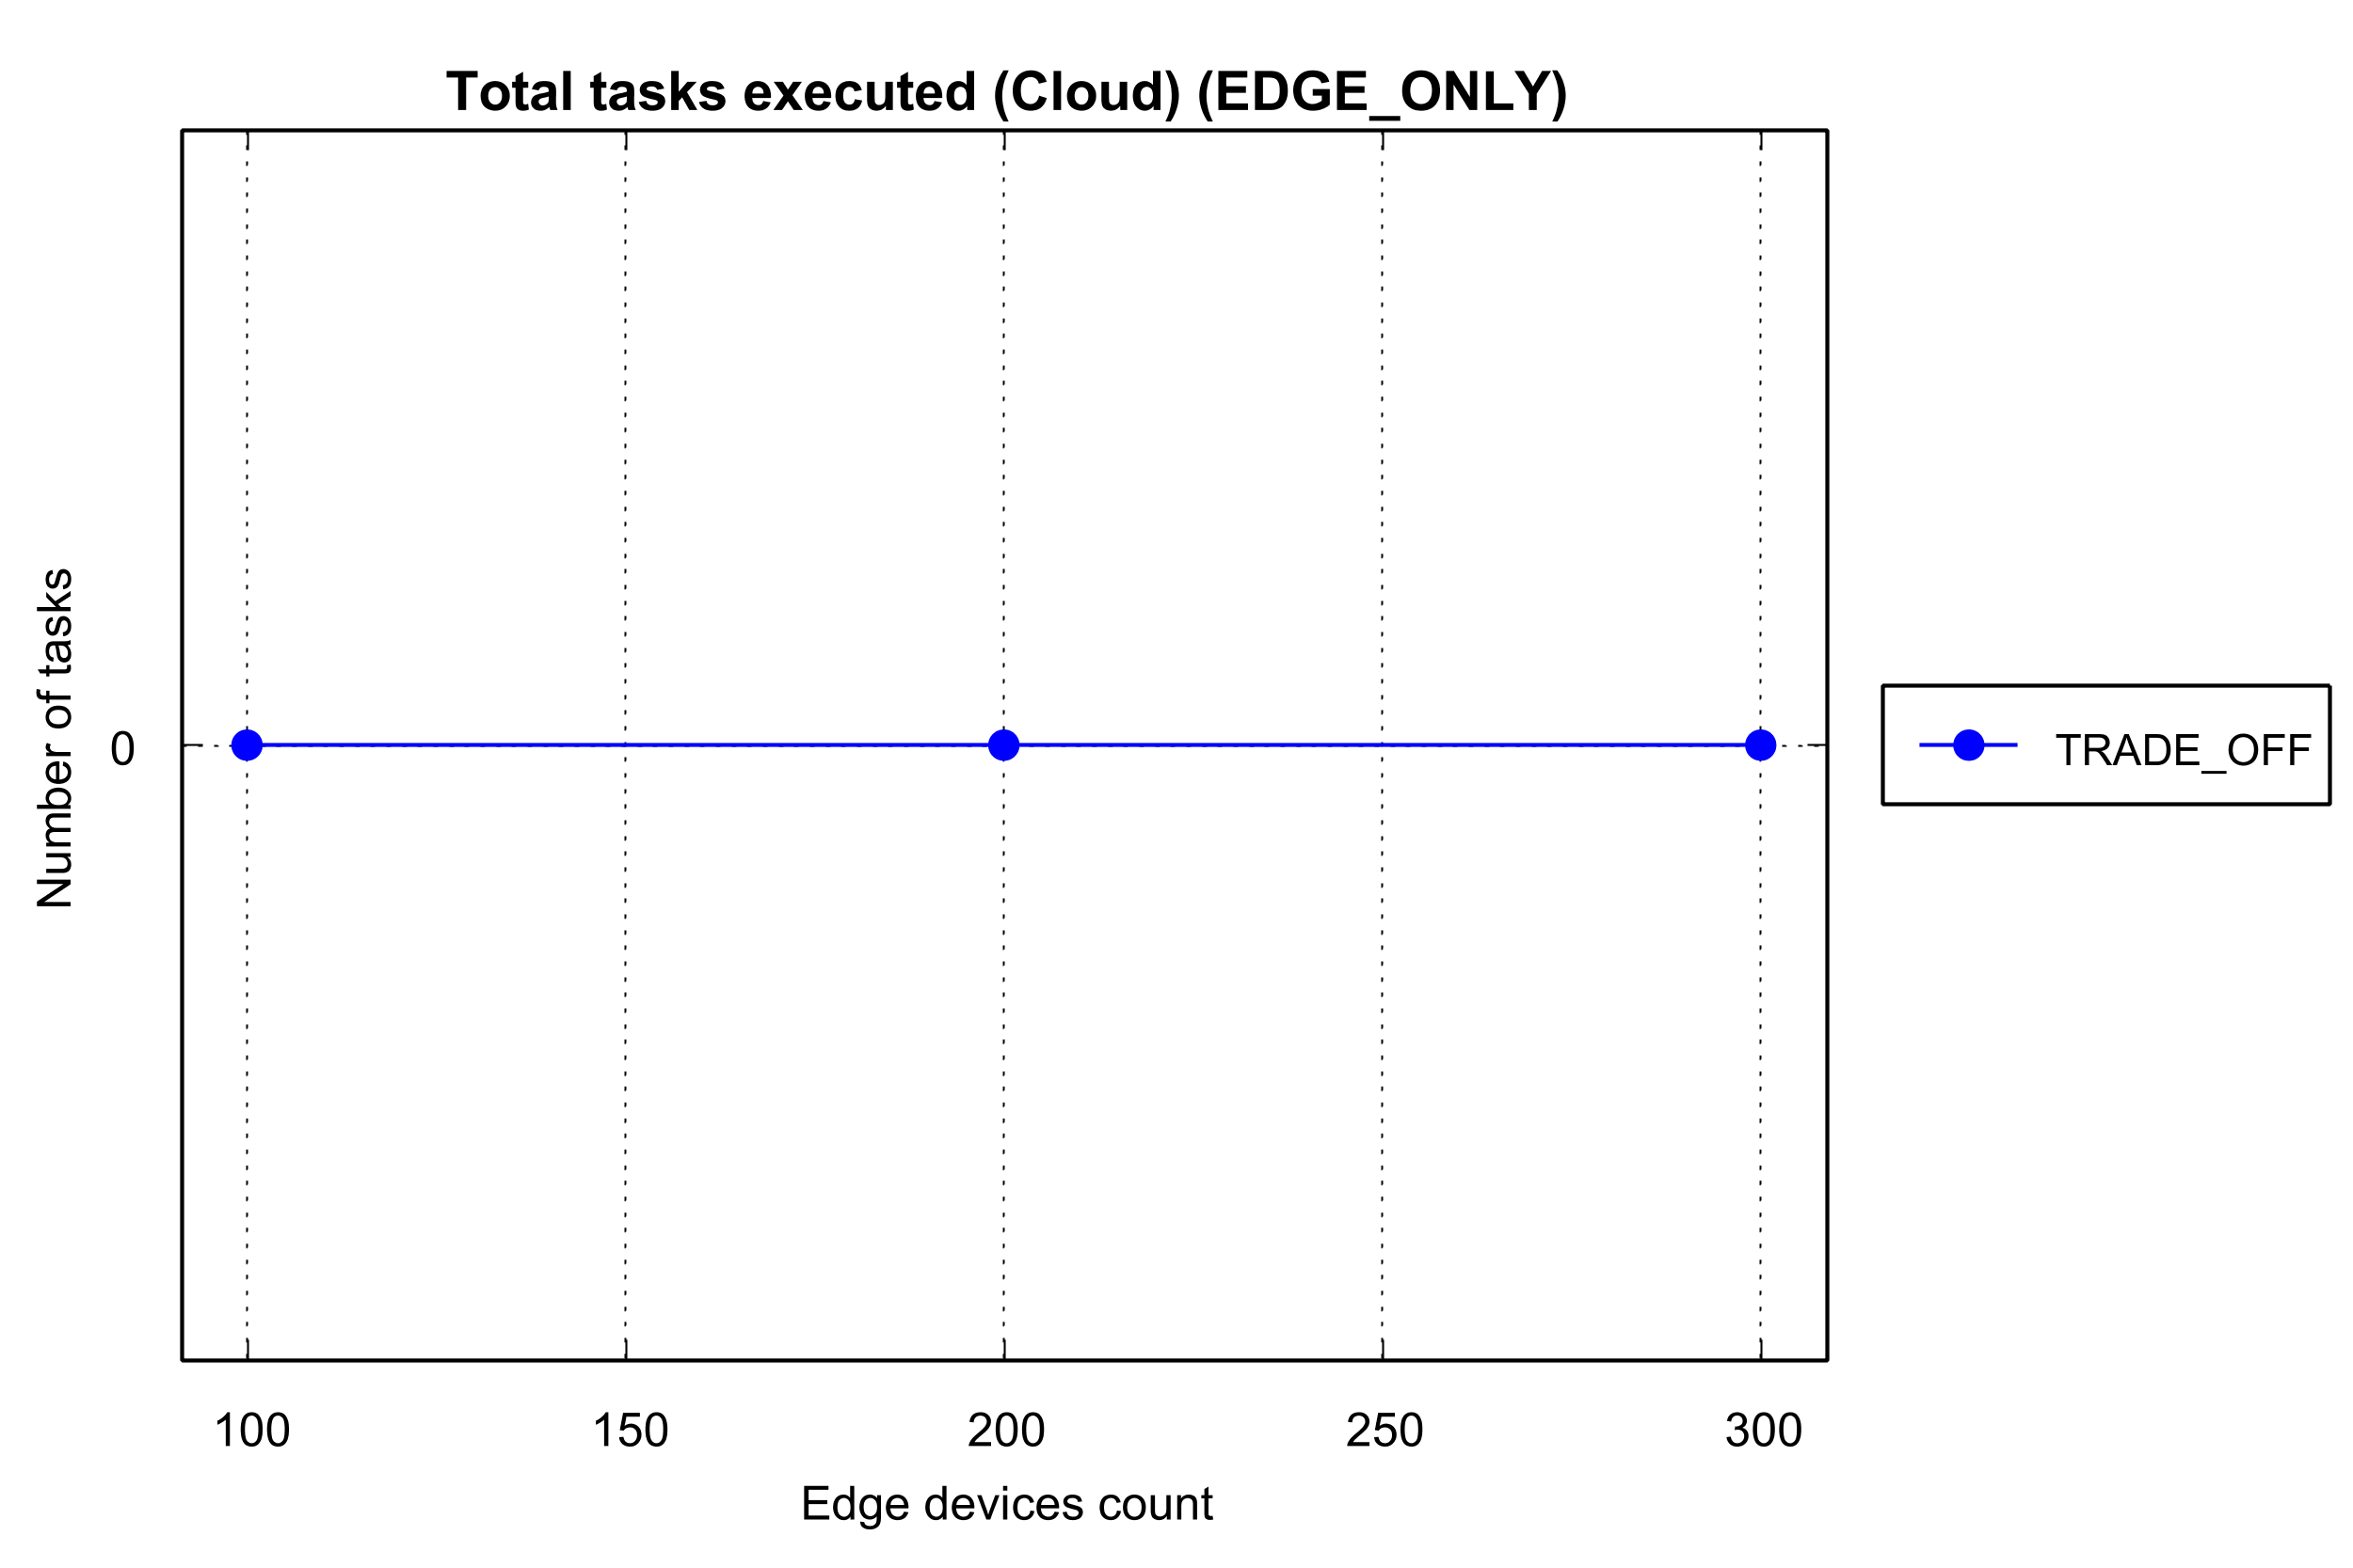 Total tasks executed (Cloud) (EDGE_ONLY)
Number of tasks
0
TRADE_OFF
100 150 200 250 300
Edge devices count